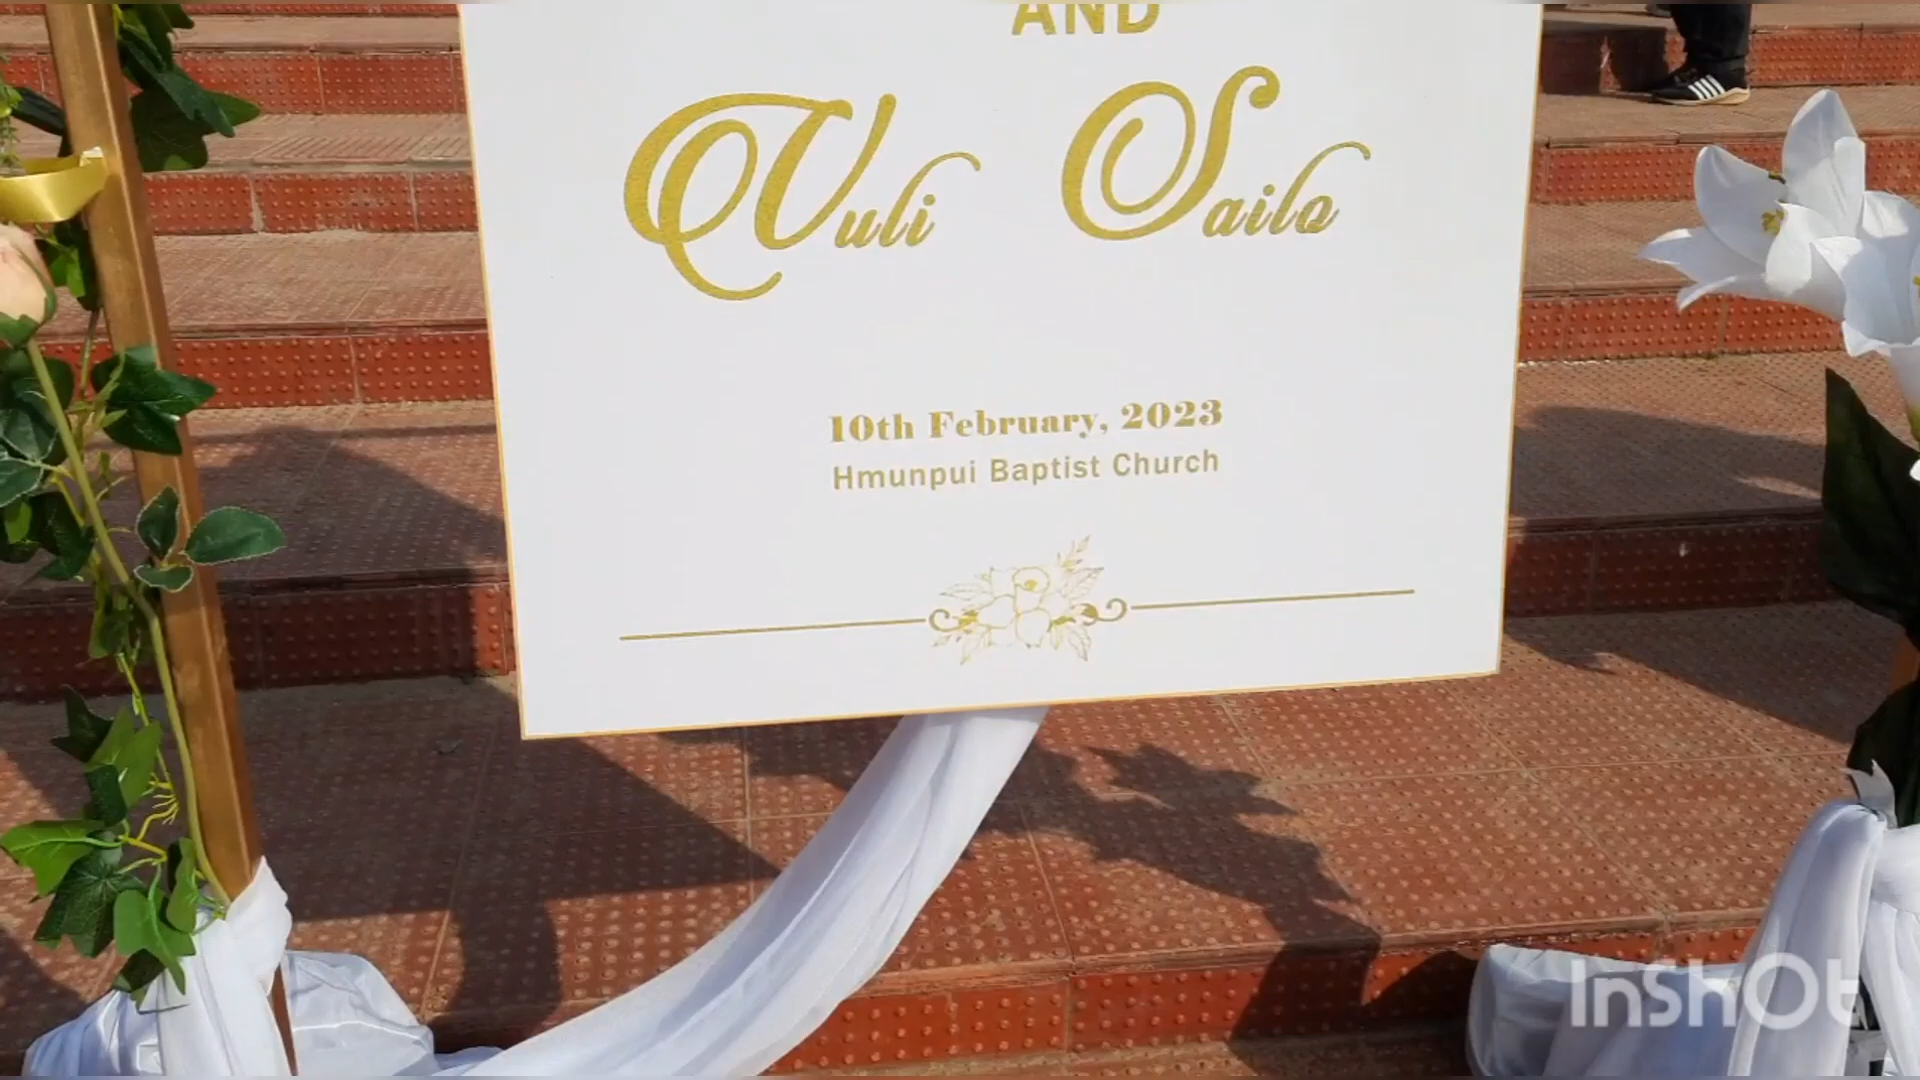 AND
Vuli Sailo
10th February, 2023
Hmunpui Baptist Church
InShOt